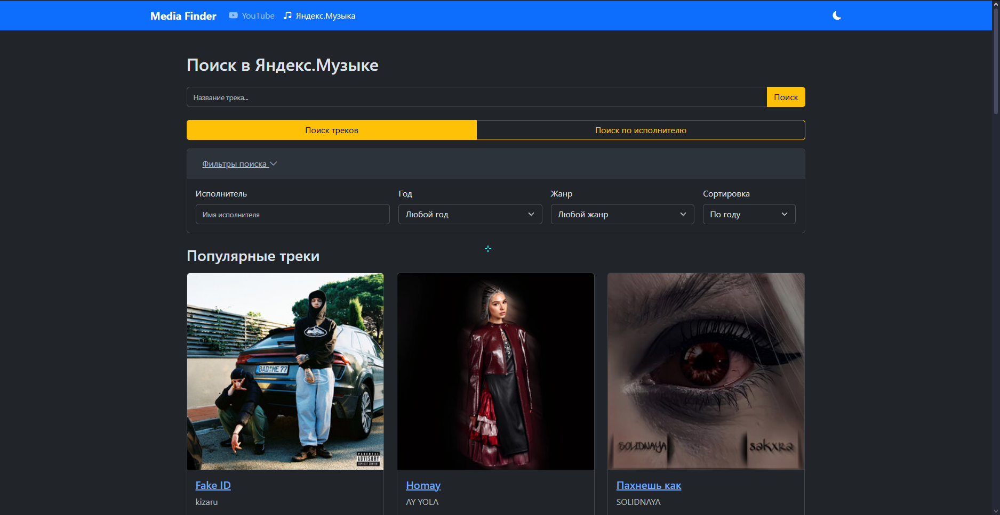 Media Finder YouTube Яндекс.Музыка
Поиск в Яндекс.Музыке
Название трека... Поиск
Поиск треков Поиск по исполнителю
Фильтры поиска
Исполнитель Год Жанр Сортировка
Имя исполнителя Любой год Любой жанр По году
Популярные треки
BAD*ME 77
PARENTAL
ADVISORY
EXPLICIT CONTENT
SOLIDNAYA sakxra
Fake ID Homay Пахнешь как
kizaru AY YOLA SOLIDNAYA